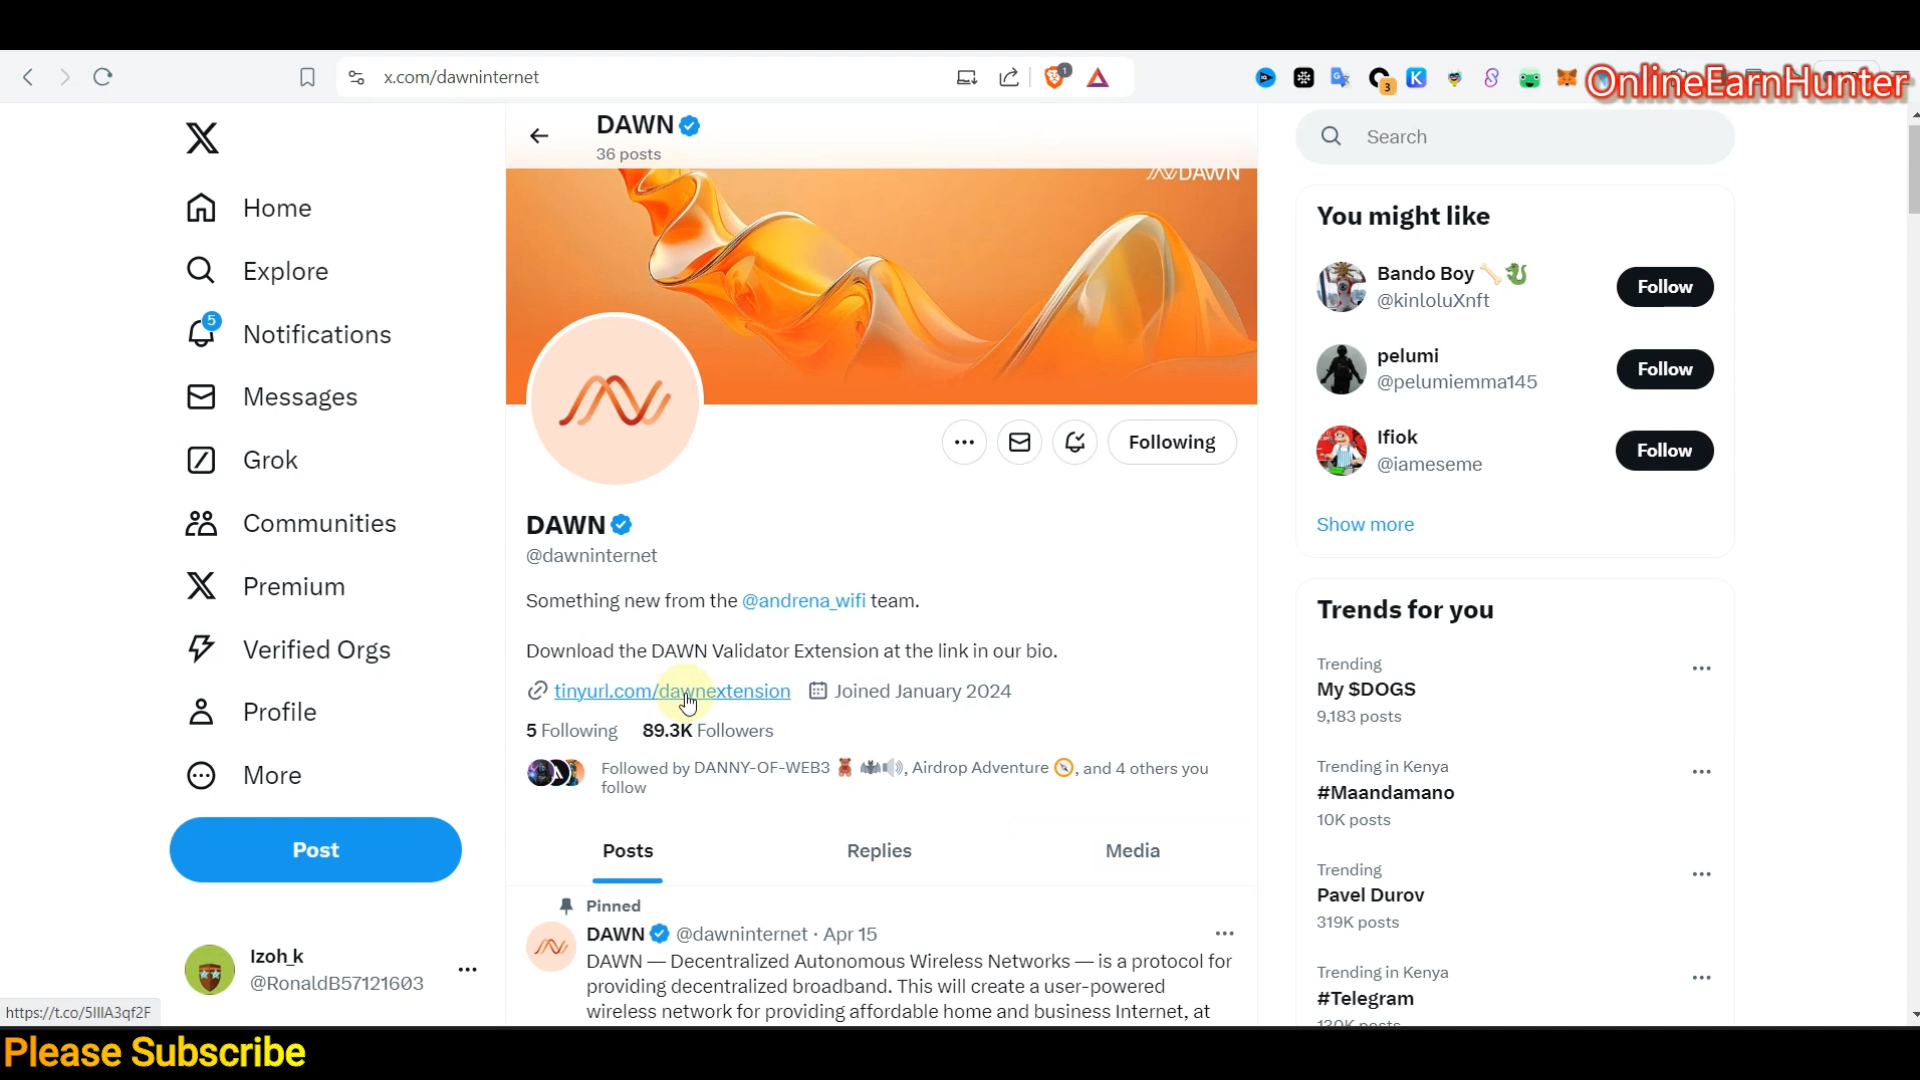 x.com/dawninternet
1
3
OnlineEarnHunter
Home
Explore
5
Notifications
Messages
Grok
Communities
Premium
Verified Orgs
Profile
More
Post
Izoh_k
@RonaldB57121603
https://t.co/5IIIA3qf2F
DAWN
36 posts
DAWN
Following
DAWN
@dawninternet
Something new from the @andrena_wifi team.
Download the DAWN Validator Extension at the link in our bio.
tinyurl.com/dawnextension Joined January 2024
5 Following 89.3K Followers
Followed by DANNY-OF-WEB3 🧸 🦇🔊, Airdrop Adventure 🧭, and 4 others you
follow
Posts Replies Media
Pinned
DAWN @dawninternet · Apr 15
DAWN — Decentralized Autonomous Wireless Networks — is a protocol for
providing decentralized broadband. This will create a user-powered
wireless network for providing affordable home and business Internet, at
Search
You might like
Bando Boy 🦴🐉
@kinloluXnft
Follow
pelumi
@pelumiemma145
Follow
Ifiok
@iameseme
Follow
Show more
Trends for you
Trending
My $DOGS
9,183 posts
Trending in Kenya
#Maandamano
10K posts
Trending
Pavel Durov
319K posts
Trending in Kenya
#Telegram
130K posts
Please Subscribe